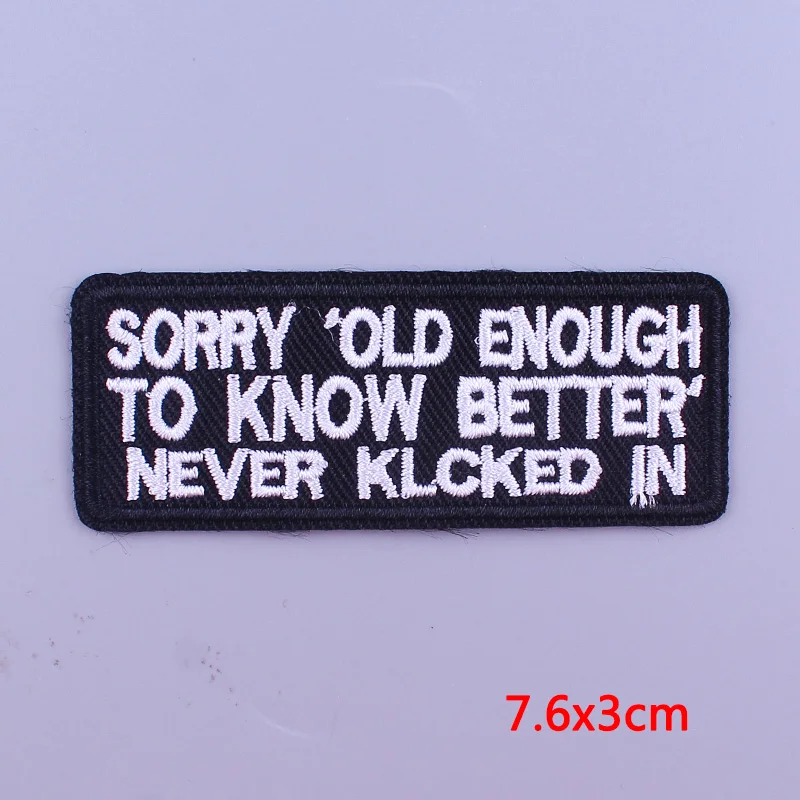 SORRY 'OLD ENOUGH
TO KNOW BETTER'
NEVER KLCKED IN
7.6x3cm